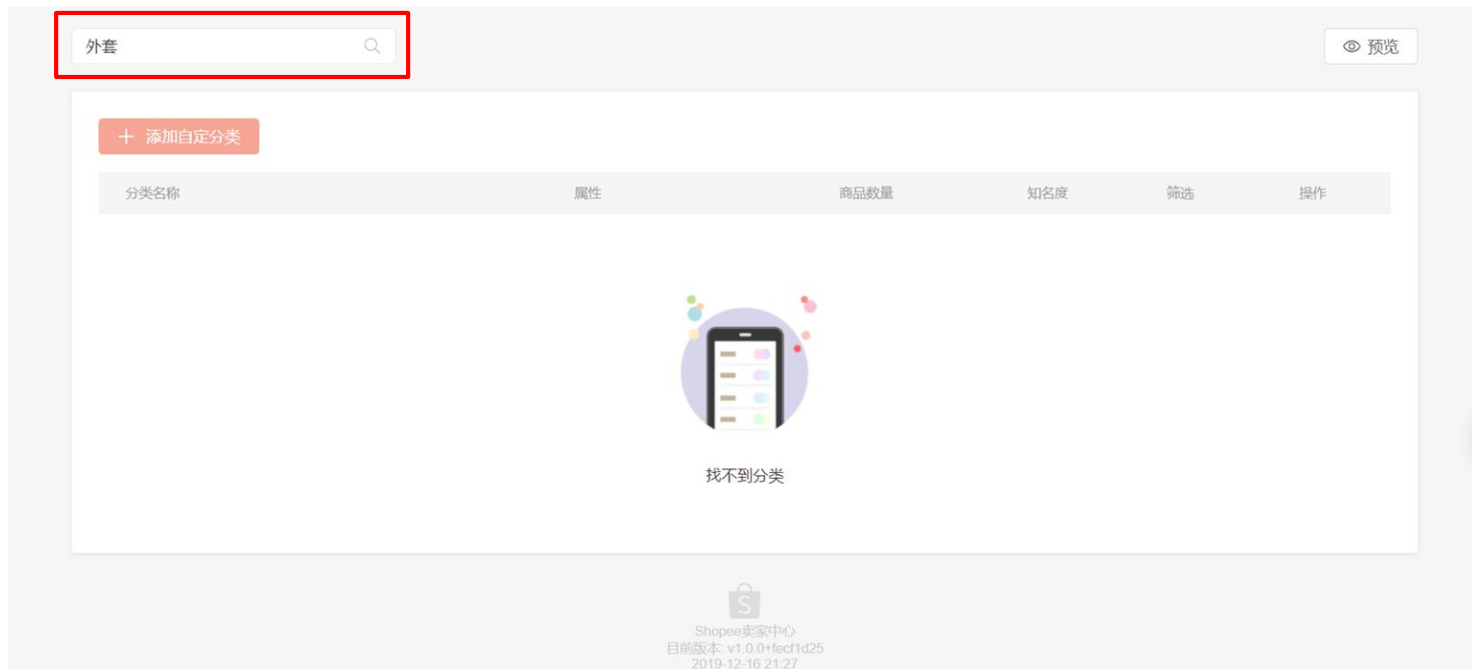 外套
预览
添加自定分类
分类名称 属性 商品数量 知名度 筛选 操作
找不到分类
Shopee卖家中心
目前版本: v1.0.0+fecf1d25
2019-12-16 21:27